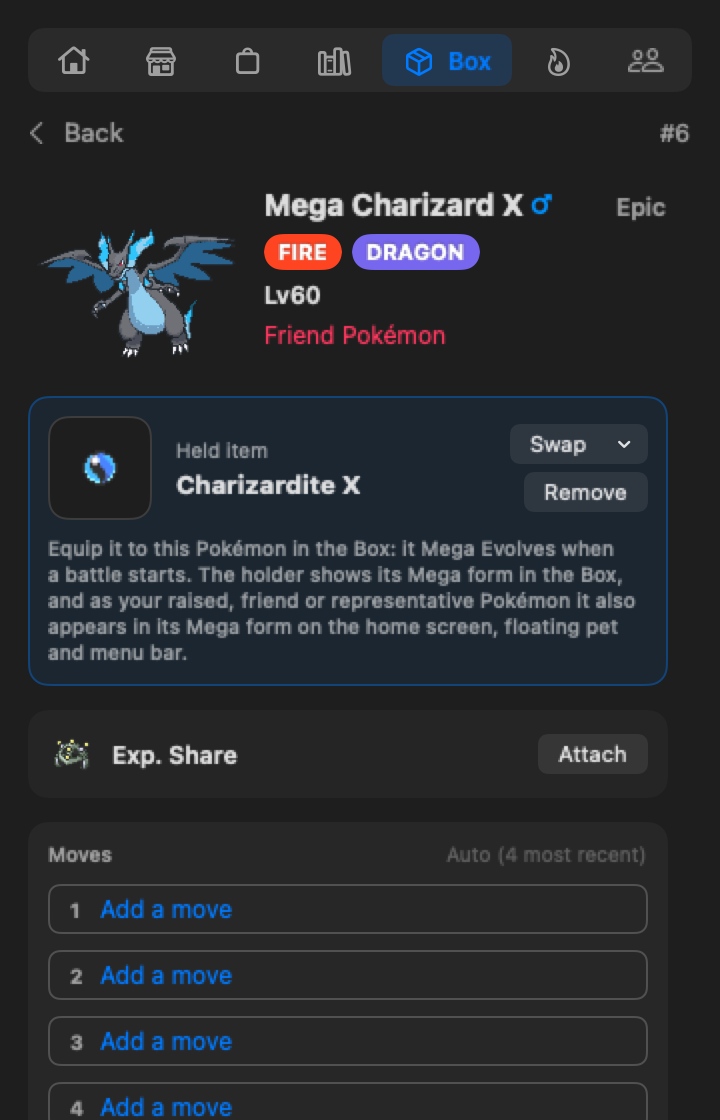 Box
Back
#6
Mega Charizard X ♂
Epic
FIRE DRAGON
Lv60
Friend Pokémon
Held item
Charizardite X
Swap
Remove
Equip it to this Pokémon in the Box: it Mega Evolves when
a battle starts. The holder shows its Mega form in the Box,
and as your raised, friend or representative Pokémon it also
appears in its Mega form on the home screen, floating pet
and menu bar.
Exp. Share
Attach
Moves
Auto (4 most recent)
1 Add a move
2 Add a move
3 Add a move
4 Add a move